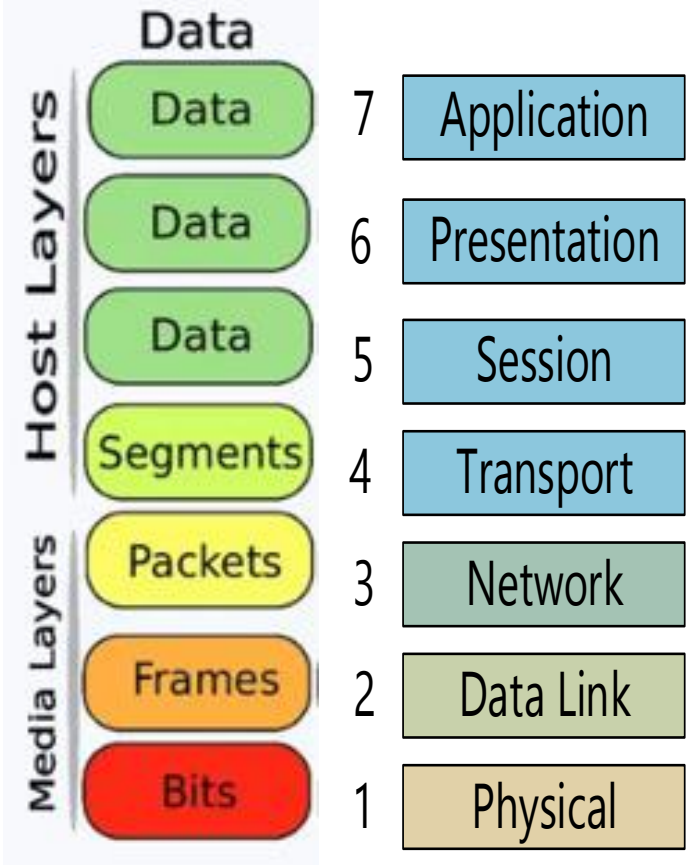 Data
Host Layers
Data
7
Application
Data
6
Presentation
Data
5
Session
Segments
4
Transport
Media Layers
Packets
3
Network
Frames
2
Data Link
Bits
1
Physical